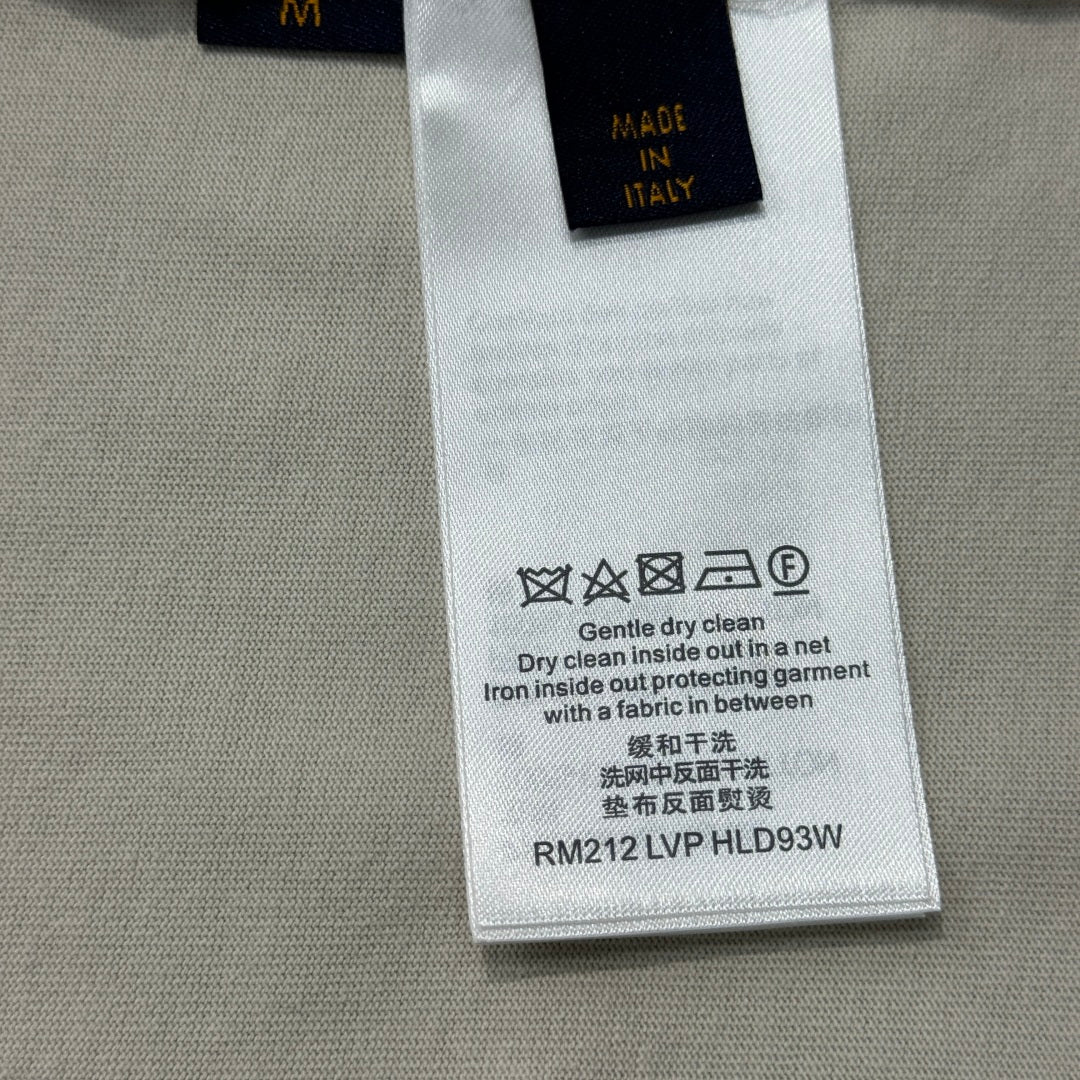 M
MADE
IN
ITALY
F
Gentle dry clean
Dry clean inside out in a net
Iron inside out protecting garment
with a fabric in between
缓和干洗
洗网中反面干洗
垫布反面熨烫
RM212 LVP HLD93W